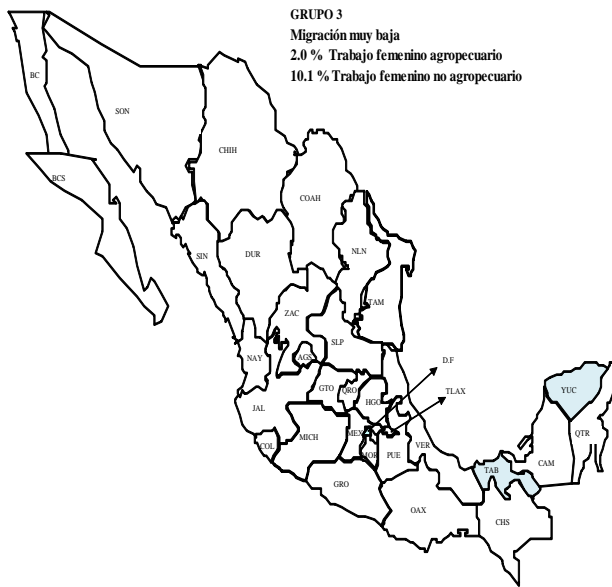 GRUPO 3
Migración muy baja
2.0 % Trabajo femenino agropecuario
10.1 % Trabajo femenino no agropecuario
BC
SON
CHIH
BCS
COAH
SIN
DUR
NLN
TAM
ZAC
SLP
NAY
AGS
D.F
TLAX
YUC
GTO
QRO
HGO
JAL
QTR
COL
MICH
MEX
MOR
PUE
VER
CAM
TAB
GRO
OAX
CHS